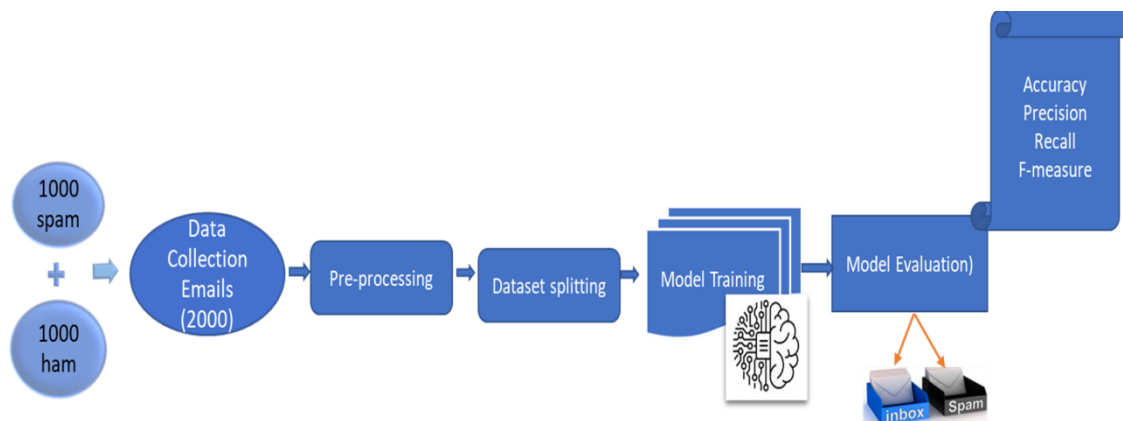 1000
spam
+
1000
ham
Data
Collection
Emails
(2000)
Pre-processing
Dataset splitting
Model Training
Model Evaluation)
Accuracy
Precision
Recall
F-measure
inbox
Spam